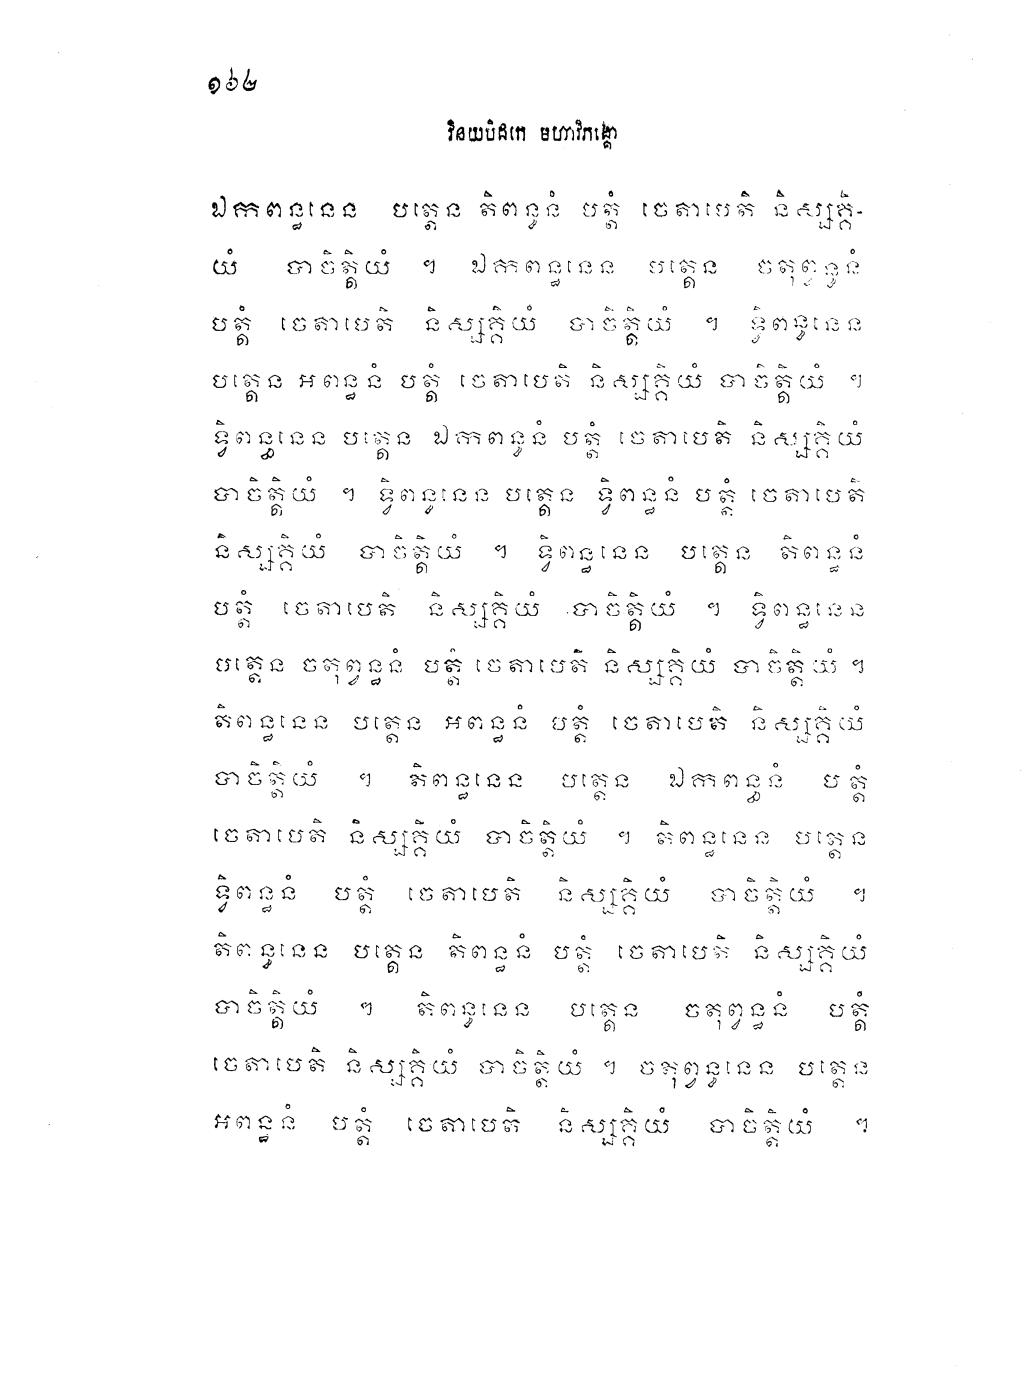 ១៦២
វិនយបិដកេ មហាវិភង្គោ
ឯកពន្ធនេន បត្តេន តិពន្ធនំ បត្តំ ចេតាបេតិ និស្សគ្គិ-
យំ បាចិត្តិយំ ។ ឯកពន្ធនេន បត្តេន ចតុព្វន្ធនំ
បត្តំ ចេតាបេតិ និស្សគ្គិយំ បាចិត្តិយំ ។ ទ្វិពន្ធនេន
បត្តេន អពន្ធនំ បត្តំ ចេតាបេតិ និស្សគ្គិយំ បាចិត្តិយំ ។
ទ្វិពន្ធនេន បត្តេន ឯកពន្ធនំ បត្តំ ចេតាបេតិ និស្សគ្គិយំ
បាចិត្តិយំ ។ ទ្វិពន្ធនេន បត្តេន ទ្វិពន្ធនំ បត្តំ ចេតាបេតិ
និស្សគ្គិយំ បាចិត្តិយំ ។ ទ្វិពន្ធនេន បត្តេន តិពន្ធនំ
បត្តំ ចេតាបេតិ និស្សគ្គិយំ បាចិត្តិយំ ។ ទ្វិពន្ធនេន
បត្តេន ចតុព្វន្ធនំ បត្តំ ចេតាបេតិ និស្សគ្គិយំ បាចិត្តិយំ ។
តិពន្ធនេន បត្តេន អពន្ធនំ បត្តំ ចេតាបេតិ និស្សគ្គិយំ
បាចិត្តិយំ ។ តិពន្ធនេន បត្តេន ឯកពន្ធនំ បត្តំ
ចេតាបេតិ និស្សគ្គិយំ បាចិត្តិយំ ។ តិពន្ធនេន បត្តេន
ទ្វិពន្ធនំ បត្តំ ចេតាបេតិ និស្សគ្គិយំ បាចិត្តិយំ ។
តិពន្ធនេន បត្តេន តិពន្ធនំ បត្តំ ចេតាបេតិ និស្សគ្គិយំ
បាចិត្តិយំ ។ តិពន្ធនេន បត្តេន ចតុព្វន្ធនំ បត្តំ
ចេតាបេតិ និស្សគ្គិយំ បាចិត្តិយំ ។ ចតុព្វន្ធនេន បត្តេន
អពន្ធនំ បត្តំ ចេតាបេតិ និស្សគ្គិយំ បាចិត្តិយំ ។